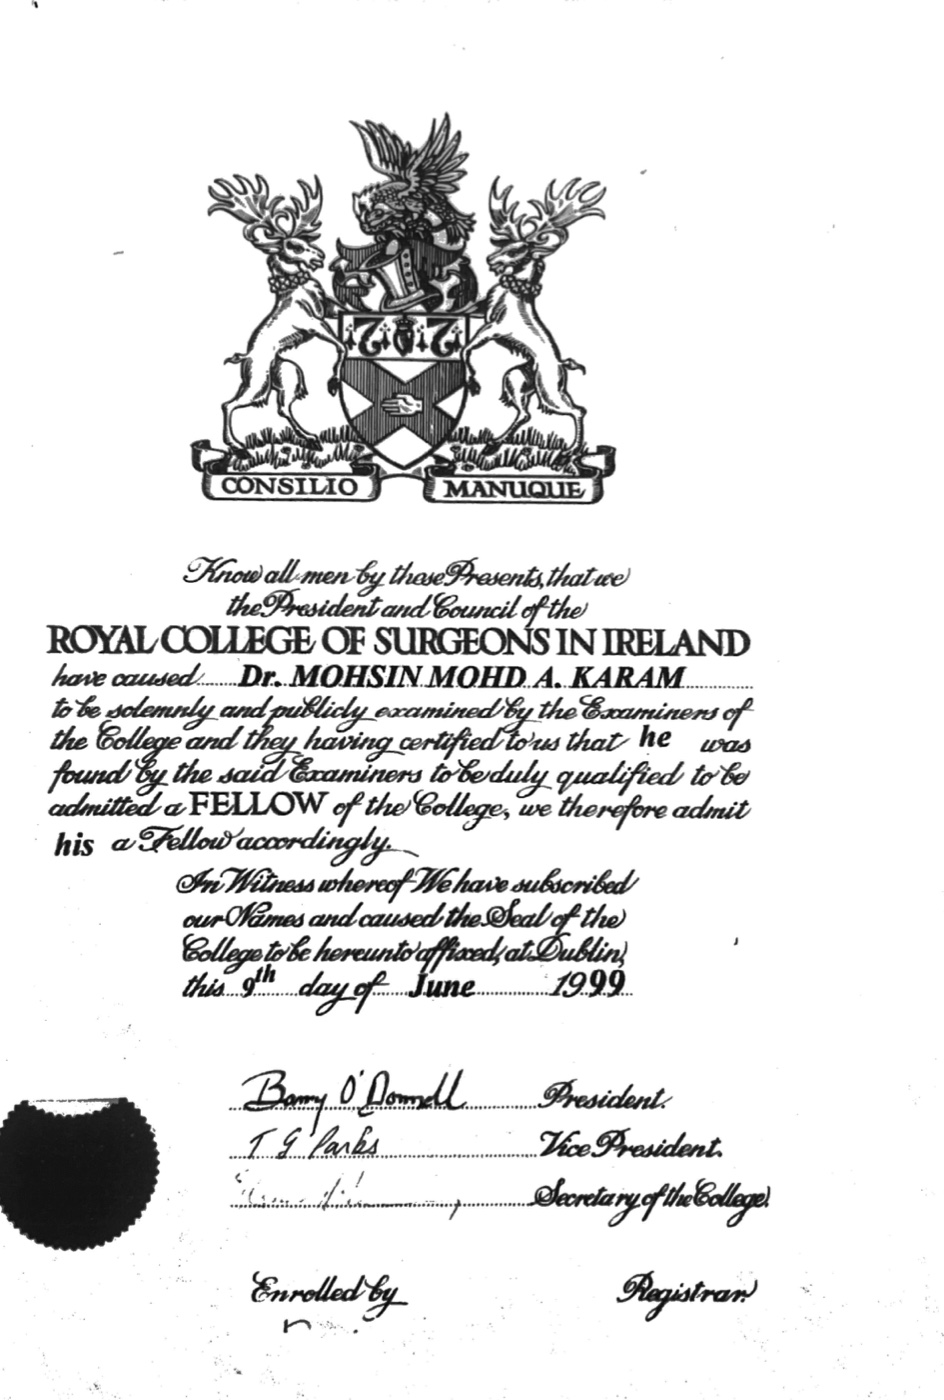 CONSILIO MANUQUE
Know all men by these Presents, that we
the President and Council of the
ROYAL COLLEGE OF SURGEONS IN IRELAND
have caused Dr. MOHSIN MOHD A. KARAM
to be solemnly and publicly examined by the Examiners of
the College and they having certified to us that he was
found by the said Examiners to be duly qualified to be
admitted a FELLOW of the College, we therefore admit
his a Fellow accordingly.
In Witness whereof We have subscribed
our Names and caused the Seal of the
College to be hereunto affixed, at Dublin,
this 9th day of June 1999
Barry O'Donnell President.
T G Parks Vice President.
Secretary of the College.
Enrolled by Registrar.